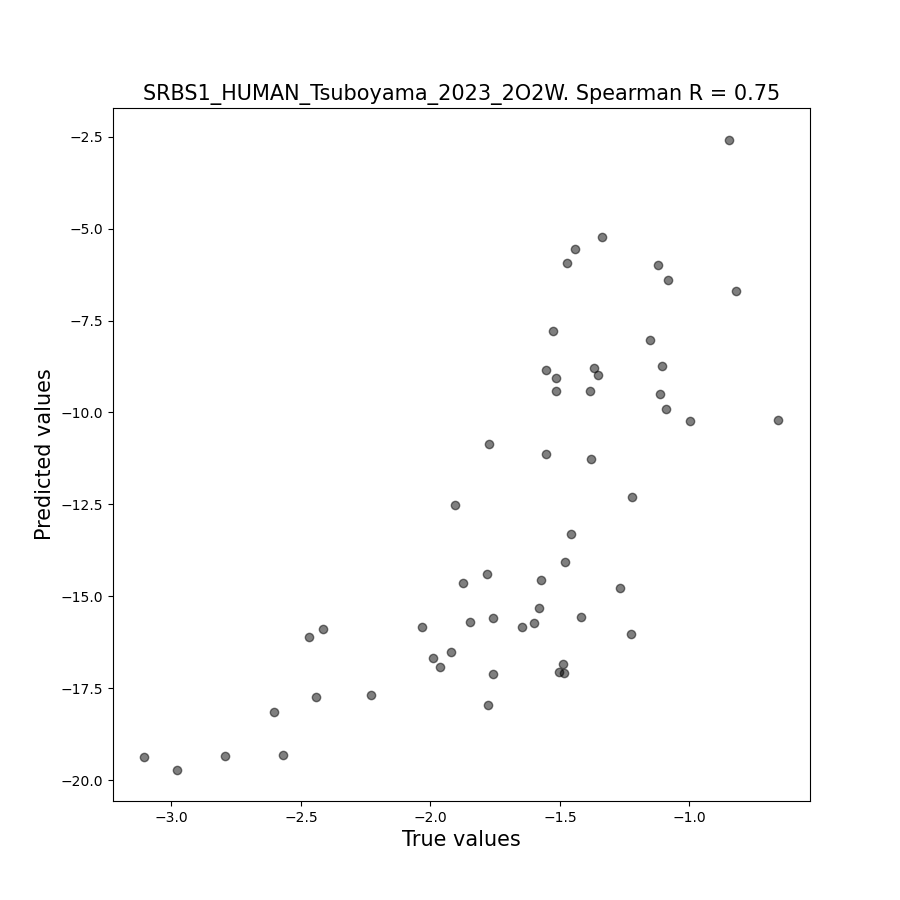 SRBS1_HUMAN_Tsuboyama_2023_2O2W. Spearman R = 0.75
−2.5
−5.0
−7.5
−10.0
−12.5
−15.0
−17.5
−20.0
Predicted values
−3.0 −2.5 −2.0 −1.5 −1.0
True values